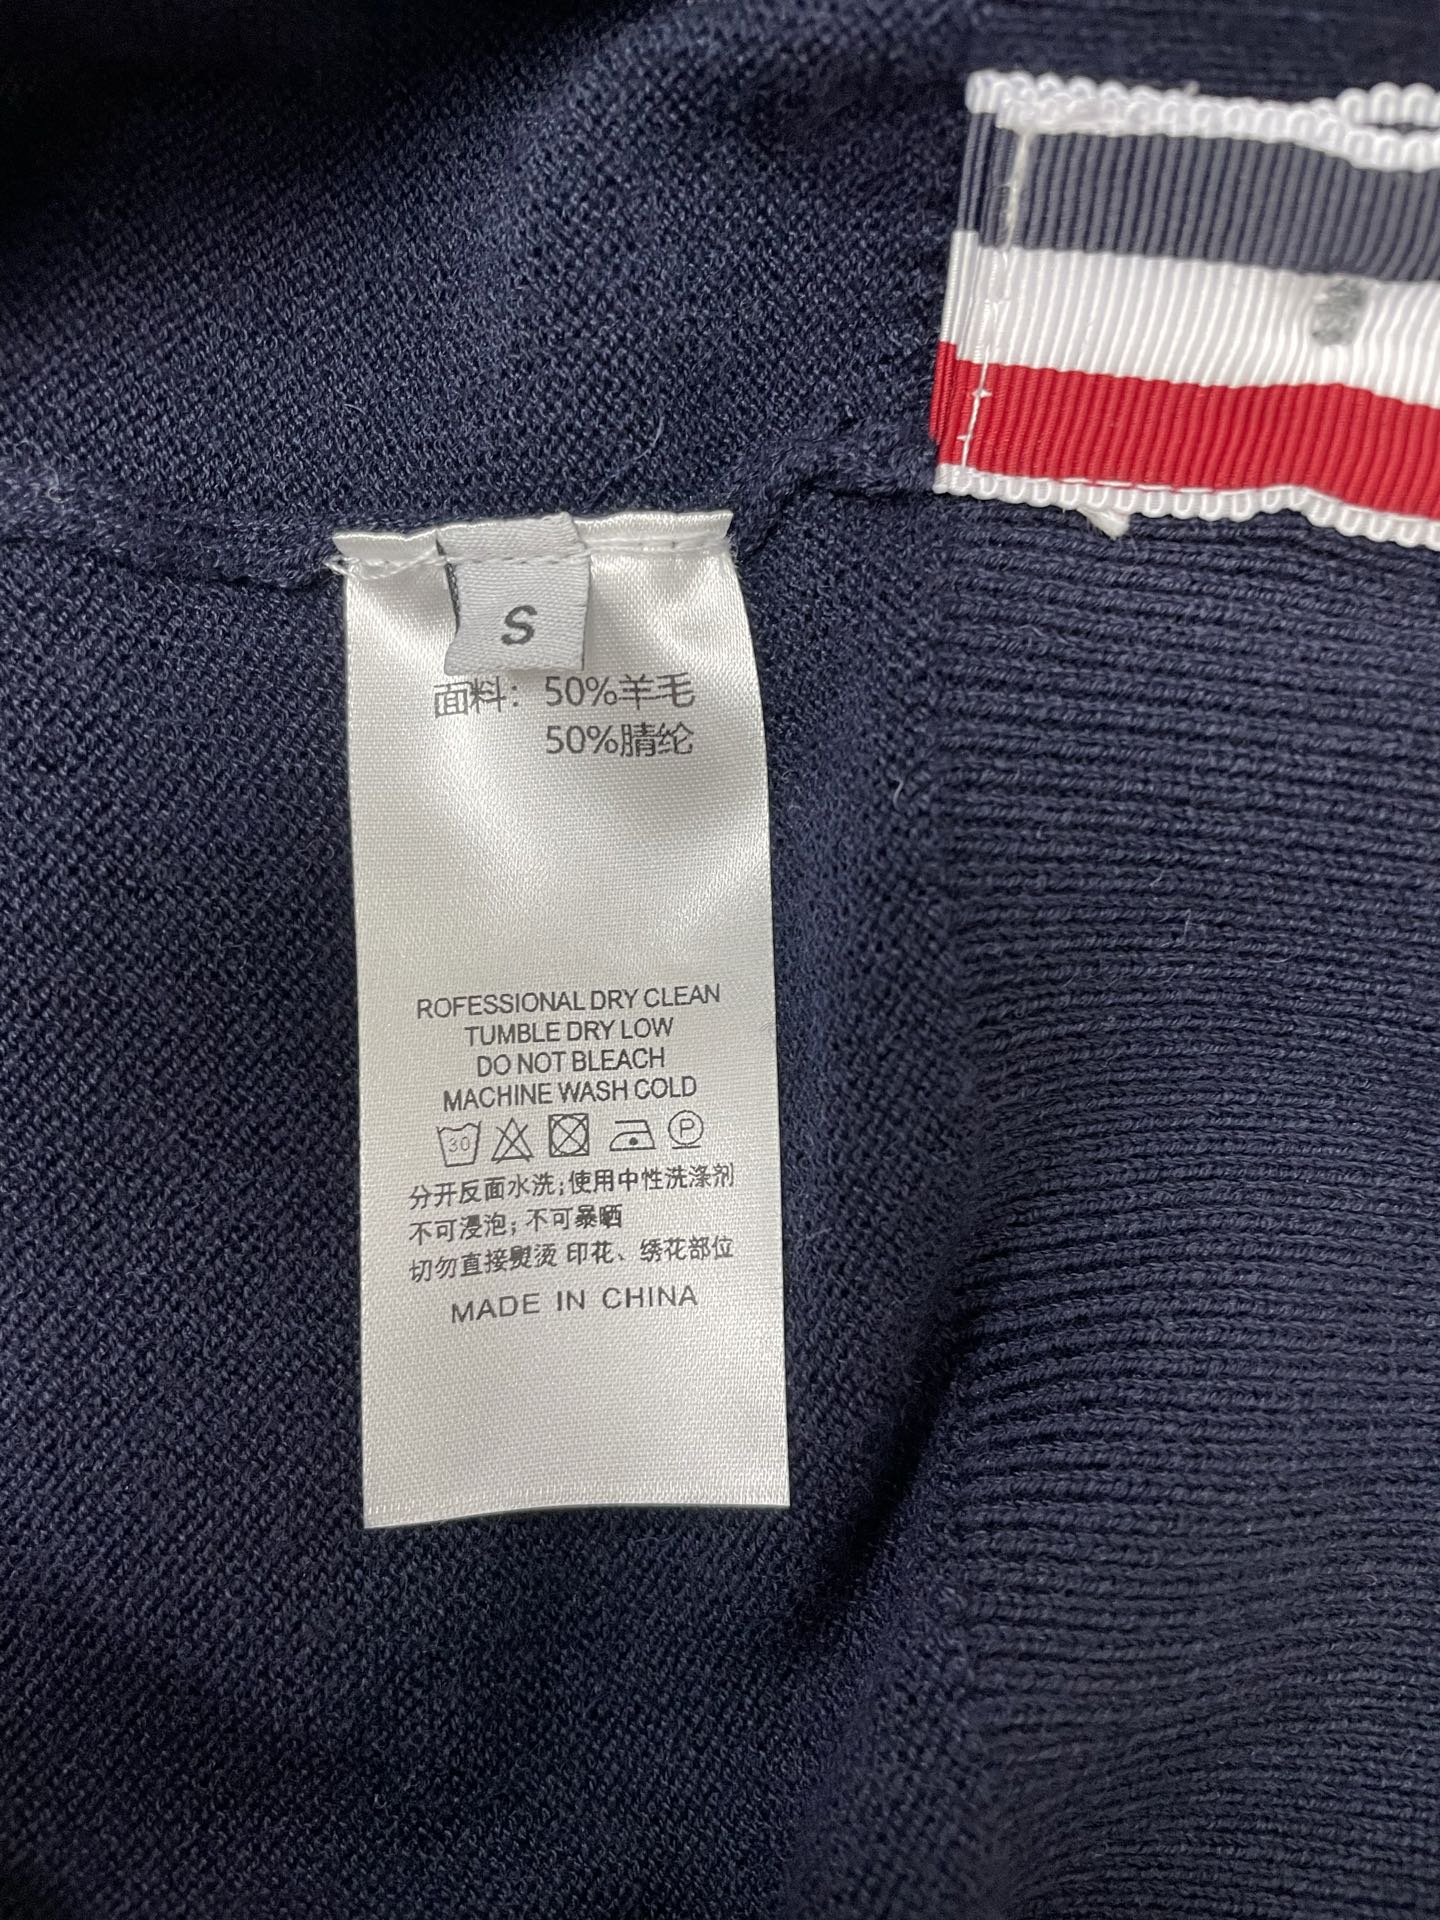 S
面料：50%羊毛
50%腈纶
ROFESSIONAL DRY CLEAN
TUMBLE DRY LOW
DO NOT BLEACH
MACHINE WASH COLD
30 P
分开反面水洗；使用中性洗涤剂
不可浸泡；不可暴晒
切勿直接熨烫 印花、绣花部位
MADE IN CHINA